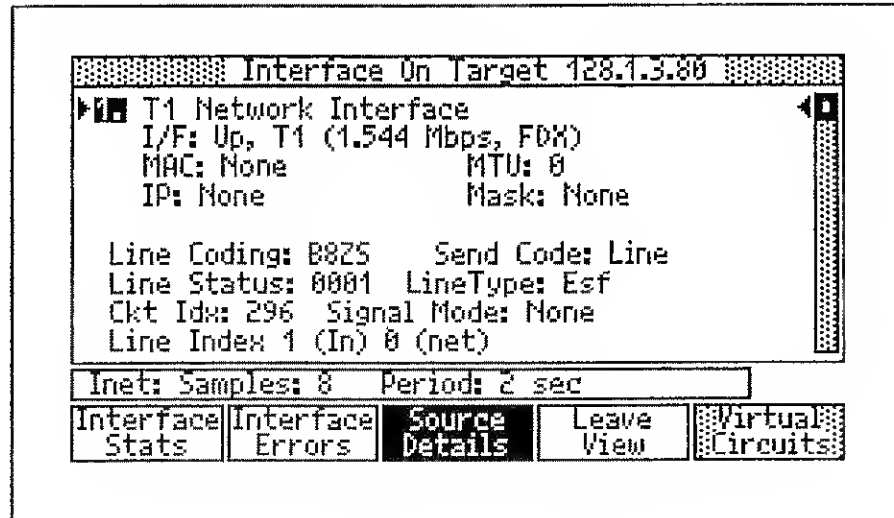 Interface On Target 128.1.3.80
T1 Network Interface
I/F: Up, T1 (1.544 Mbps, FDX)
MAC: None MTU: 0
IP: None Mask: None
Line Coding: B8ZS Send Code: Line
Line Status: 0001 LineType: Esf
Ckt Idx: 296 Signal Mode: None
Line Index 1 (In) 0 (net)
Inet: Samples: 8 Period: 2 sec
Interface Stats Interface Errors Source Details Leave View Virtual Circuits